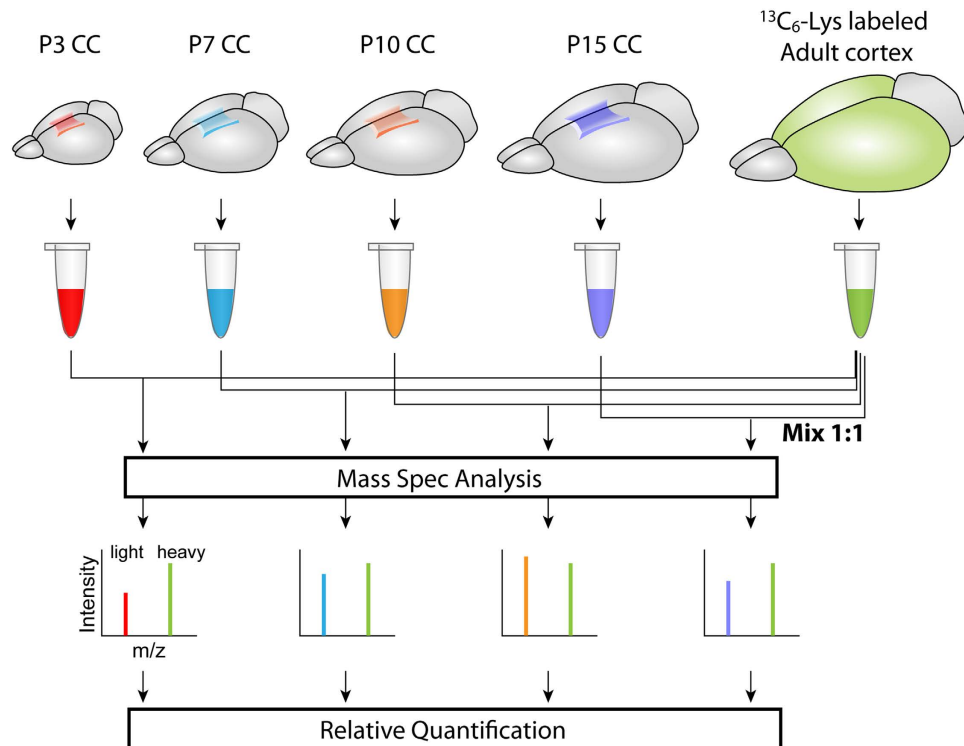 P3 CC
P7 CC
P10 CC
P15 CC
¹³C₆-Lys labeled
Adult cortex
Mix 1:1
Mass Spec Analysis
light heavy
Intensity
m/z
Relative Quantification